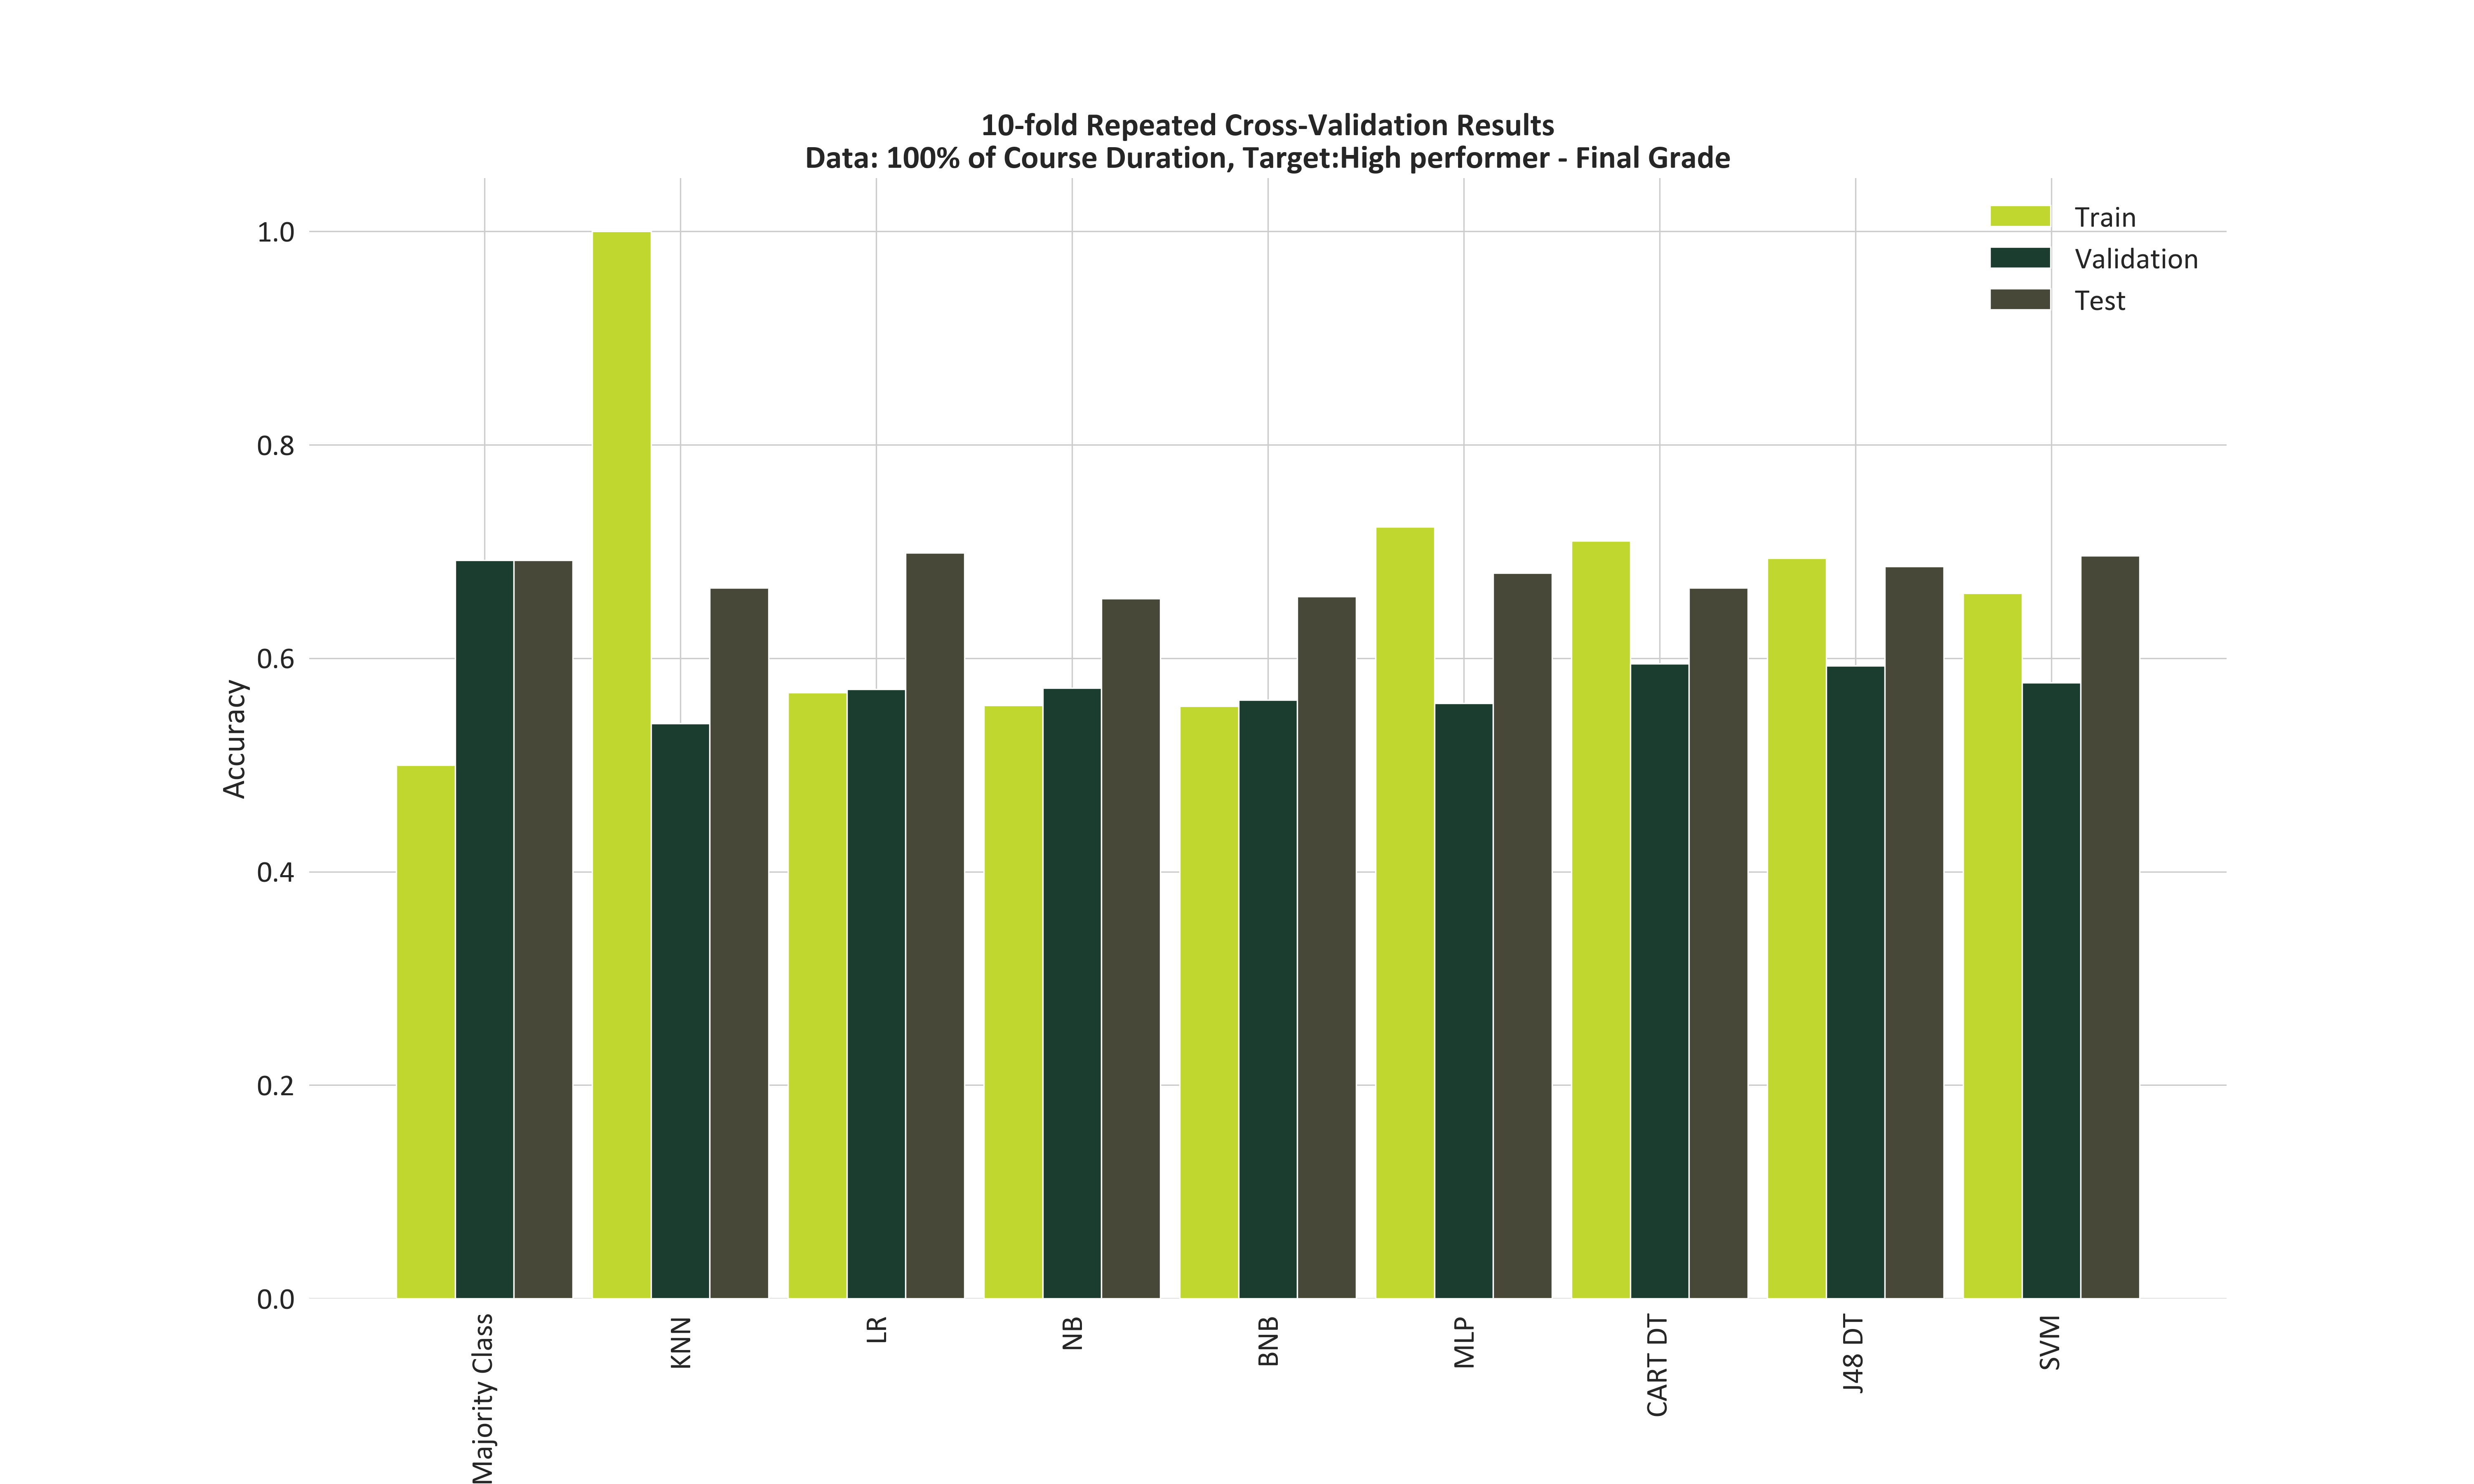 10-fold Repeated Cross-Validation Results
Data: 100% of Course Duration, Target:High performer - Final Grade
Train
Validation
Test
Accuracy
1.0
0.8
0.6
0.4
0.2
0.0
Majority Class
KNN
LR
NB
BNB
MLP
CART DT
J48 DT
SVM